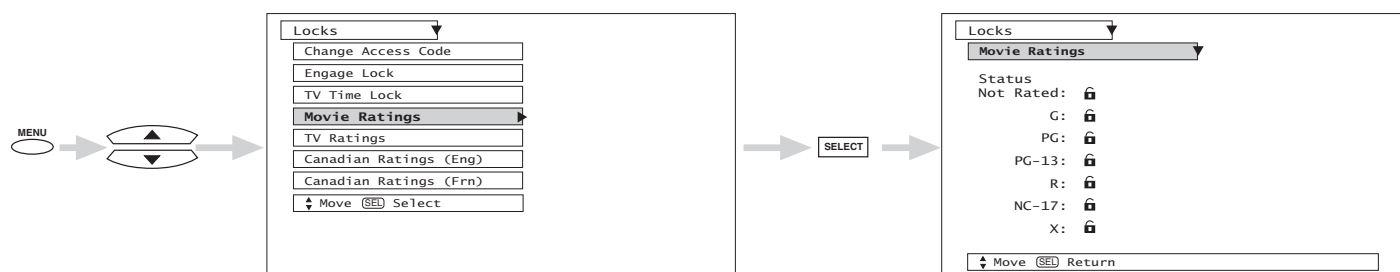 MENU
Locks
Change Access Code
Engage Lock
TV Time Lock
Movie Ratings
TV Ratings
Canadian Ratings (Eng)
Canadian Ratings (Frn)
Move SEL Select
SELECT
Locks
Movie Ratings
Status
Not Rated:
G:
PG:
PG-13:
R:
NC-17:
X:
Move SEL Return